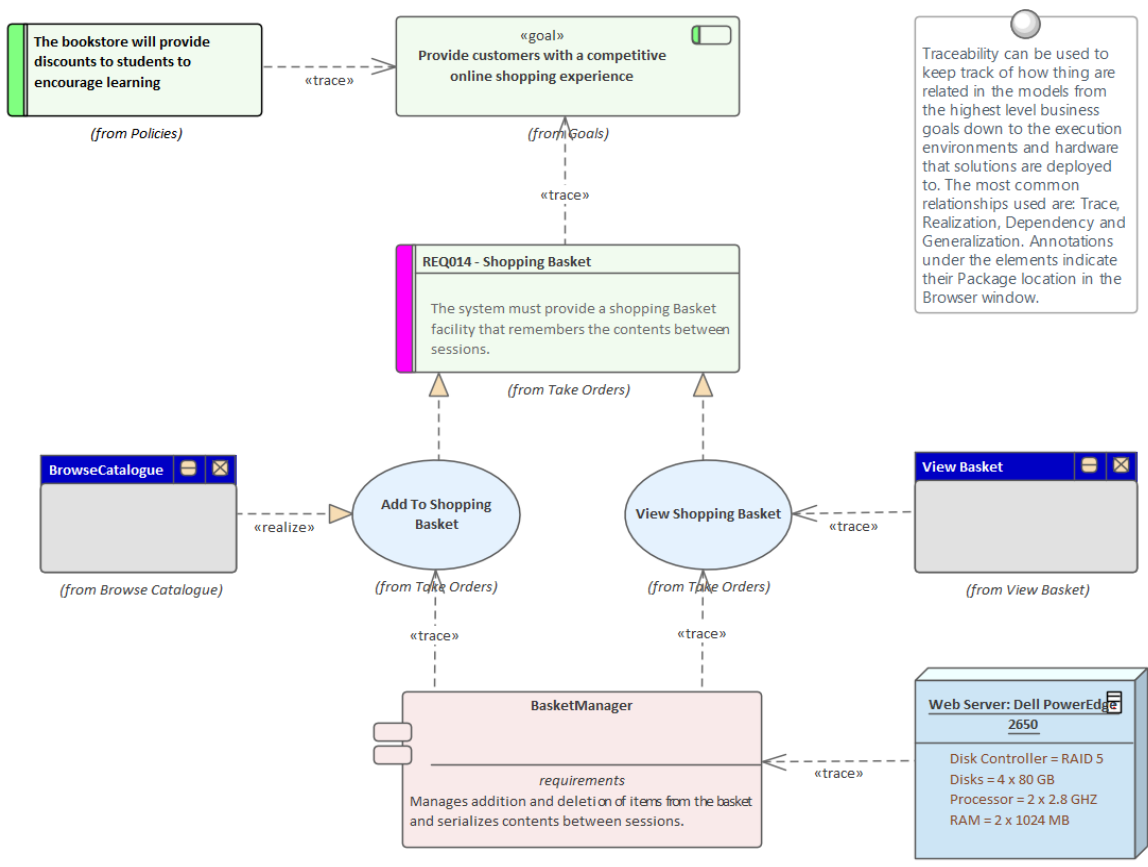 The bookstore will provide
discounts to students to
encourage learning
(from Policies)
«trace»
«goal»
Provide customers with a competitive
online shopping experience
(from Goals)
Traceability can be used to
keep track of how thing are
related in the models from
the highest level business
goals down to the execution
environments and hardware
that solutions are deployed
to. The most common
relationships used are: Trace,
Realization, Dependency and
Generalization. Annotations
under the elements indicate
their Package location in the
Browser window.
«trace»
REQ014 - Shopping Basket
The system must provide a shopping Basket
facility that remembers the contents between
sessions.
(from Take Orders)
BrowseCatalogue
(from Browse Catalogue)
«realize»
Add To Shopping
Basket
(from Take Orders)
View Shopping Basket
(from Take Orders)
«trace»
View Basket
(from View Basket)
«trace»
«trace»
BasketManager
requirements
Manages addition and deletion of items from the basket
and serializes contents between sessions.
«trace»
Web Server: Dell PowerEdge
2650
Disk Controller = RAID 5
Disks = 4 x 80 GB
Processor = 2 x 2.8 GHZ
RAM = 2 x 1024 MB